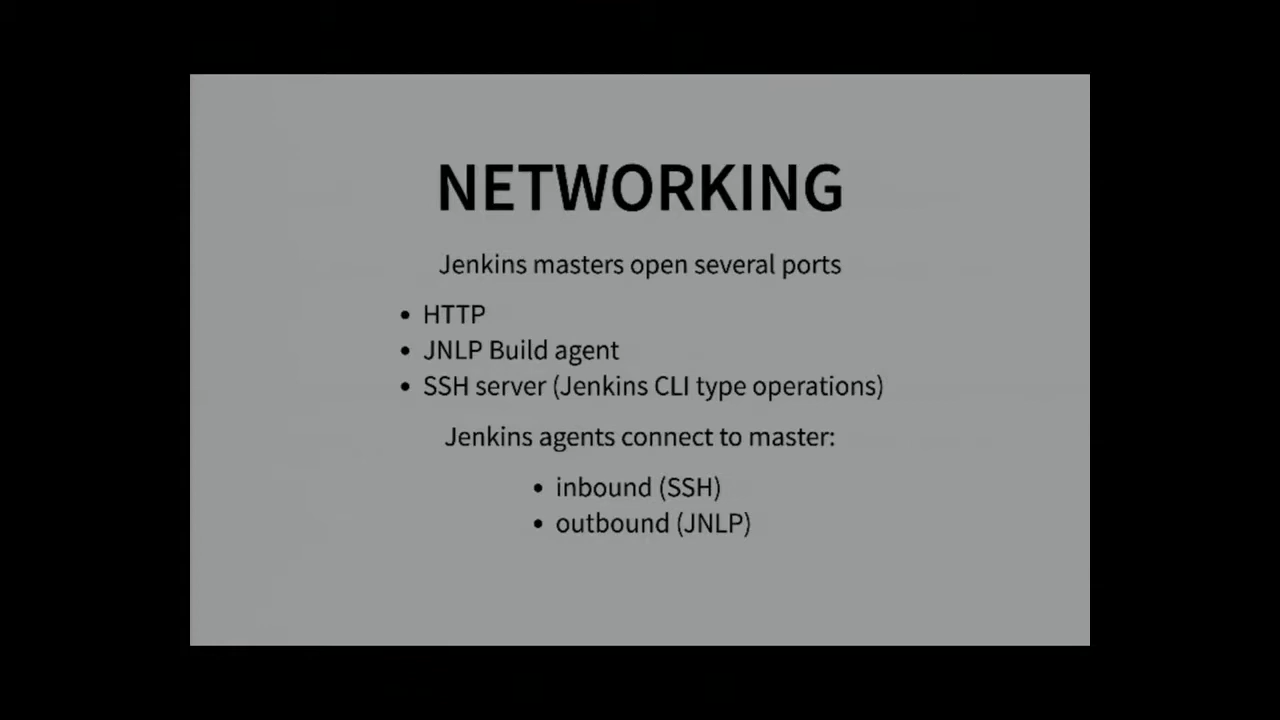 NETWORKING
Jenkins masters open several ports
• HTTP
• JNLP Build agent
• SSH server (Jenkins CLI type operations)
Jenkins agents connect to master:
• inbound (SSH)
• outbound (JNLP)